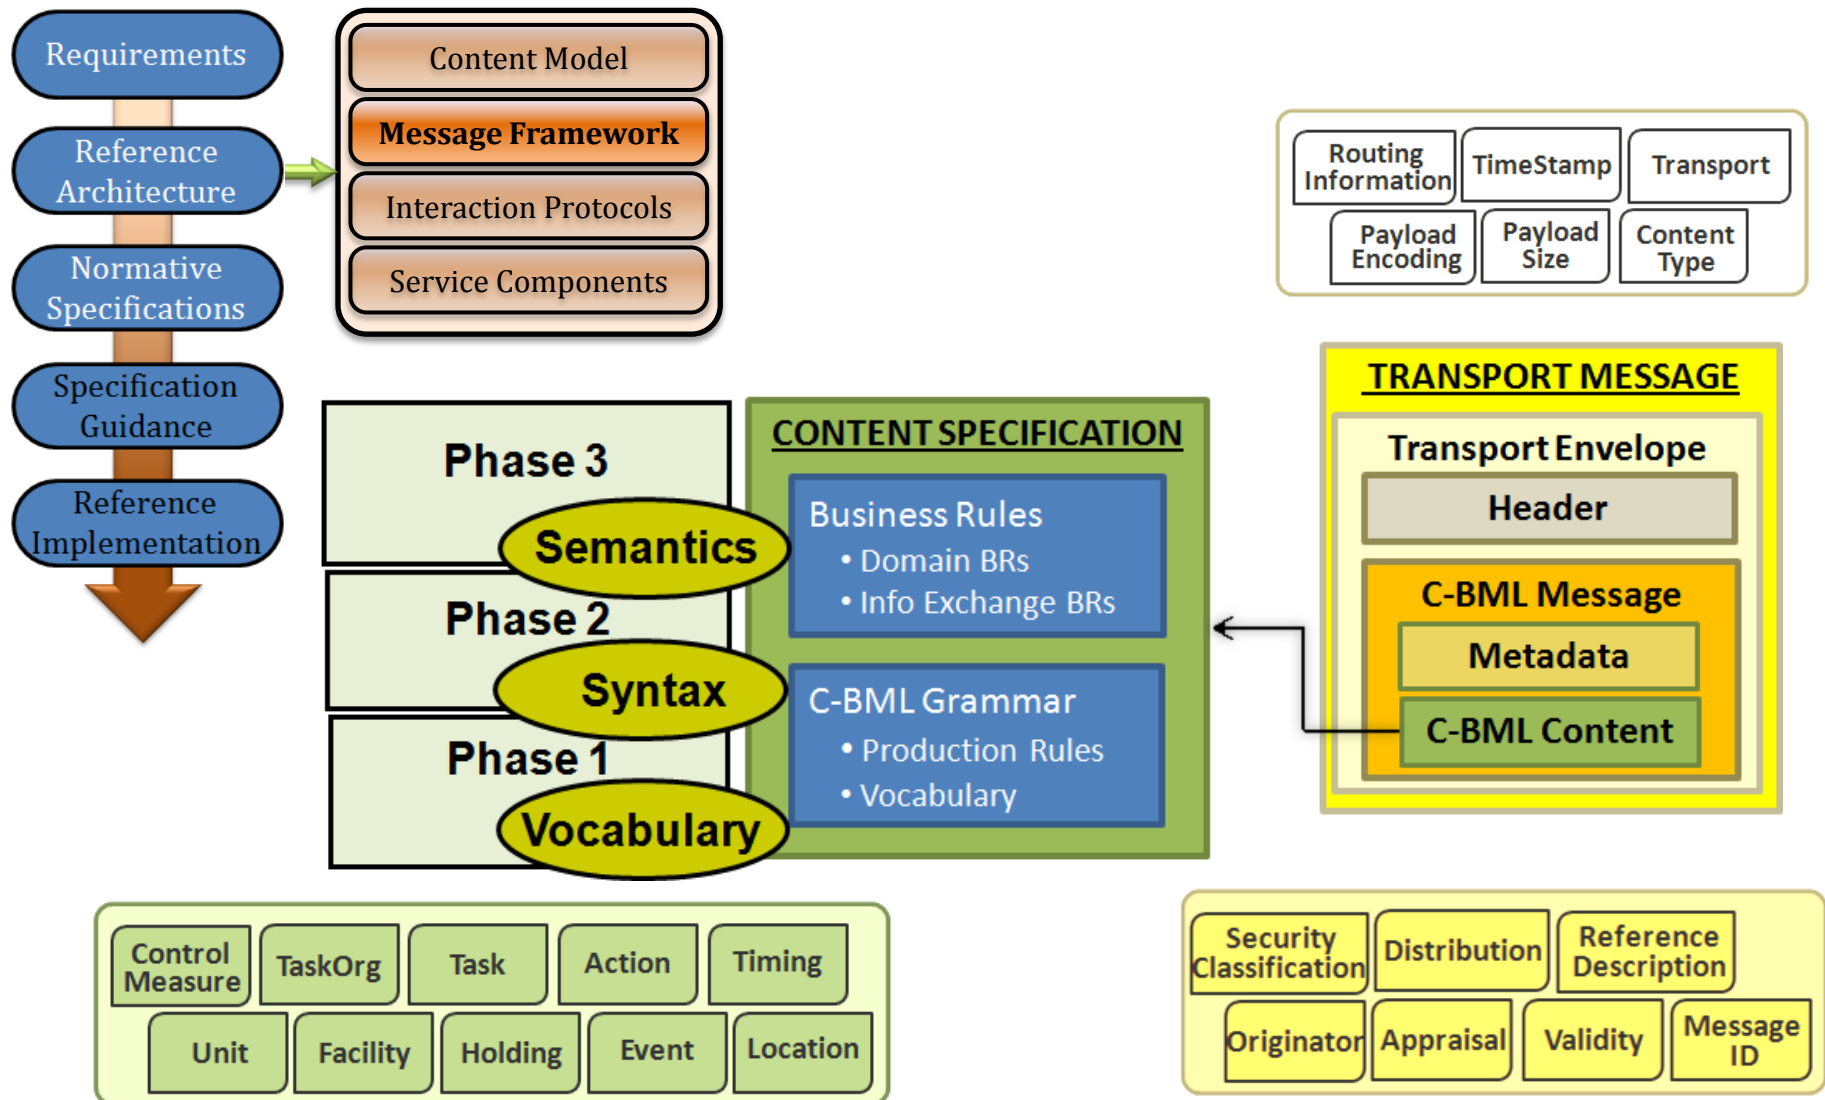 Requirements
Reference
Architecture
Normative
Specifications
Specification
Guidance
Reference
Implementation
Content Model
Message Framework
Interaction Protocols
Service Components
Routing
Information
TimeStamp
Transport
Payload
Encoding
Payload
Size
Content
Type
Phase 3
Semantics
Phase 2
Syntax
Phase 1
Vocabulary
CONTENT SPECIFICATION
Business Rules
• Domain BRs
• Info Exchange BRs
C-BML Grammar
• Production Rules
• Vocabulary
TRANSPORT MESSAGE
Transport Envelope
Header
C-BML Message
Metadata
C-BML Content
Control
Measure
TaskOrg
Task
Action
Timing
Unit
Facility
Holding
Event
Location
Security
Classification
Distribution
Reference
Description
Originator
Appraisal
Validity
Message
ID